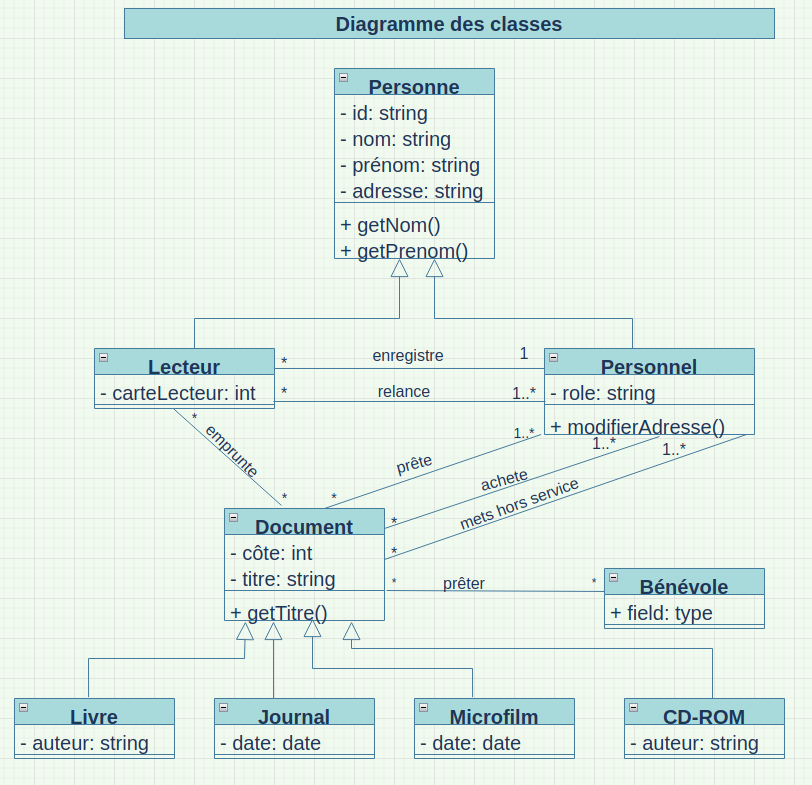 Diagramme des classes
Personne
- id: string
- nom: string
- prénom: string
- adresse: string
+ getNom()
+ getPrenom()
Lecteur
- carteLecteur: int
* enregistre 1
* relance 1..*
Personnel
- role: string
+ modifierAdresse()
* emprunte *
1..* prête *
1..* achete *
1..* mets hors service *
Document
- côte: int
- titre: string
+ getTitre()
* prêter *
Bénévole
+ field: type
Livre
- auteur: string
Journal
- date: date
Microfilm
- date: date
CD-ROM
- auteur: string